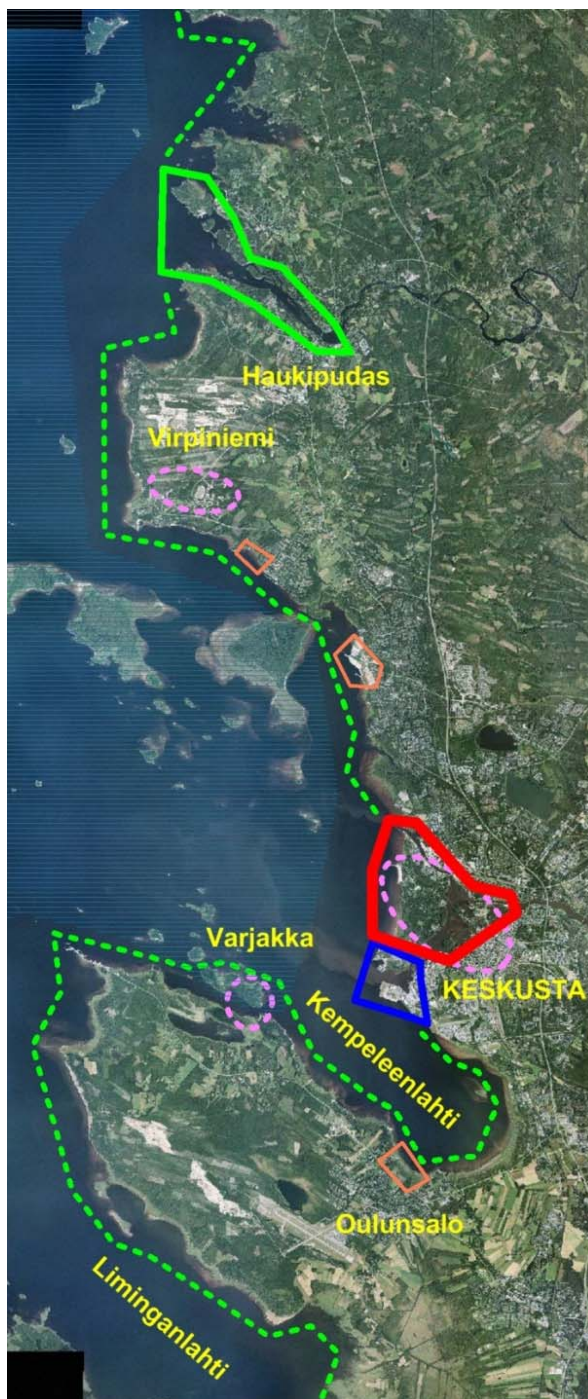 Haukipudas
Virpiniemi
Varjakka
KESKUSTA
Kempeleenlahti
Oulunsalo
Liminganlahti